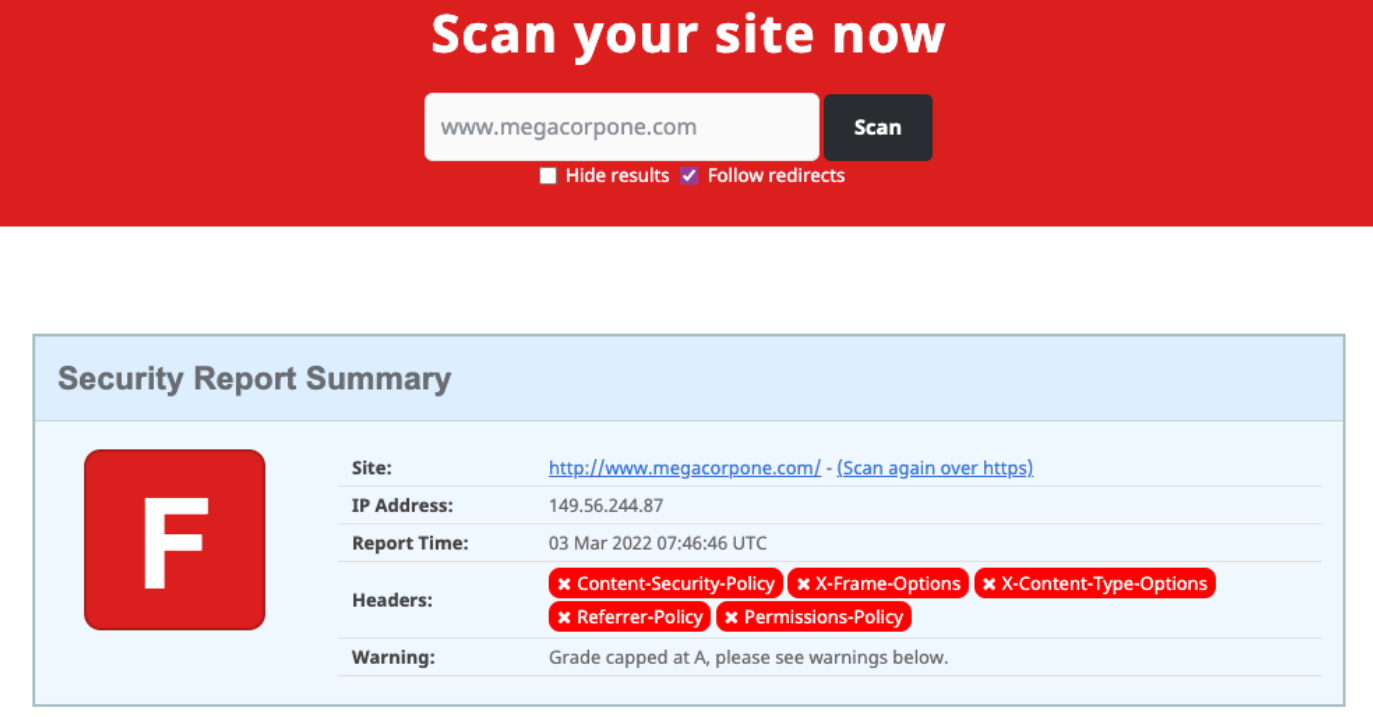 Scan your site now
www.megacorpone.com
Scan
Hide results Follow redirects
Security Report Summary
F
Site: http://www.megacorpone.com/ - (Scan again over https)
IP Address: 149.56.244.87
Report Time: 03 Mar 2022 07:46:46 UTC
Headers: Content-Security-Policy X-Frame-Options X-Content-Type-Options
Referrer-Policy Permissions-Policy
Warning: Grade capped at A, please see warnings below.